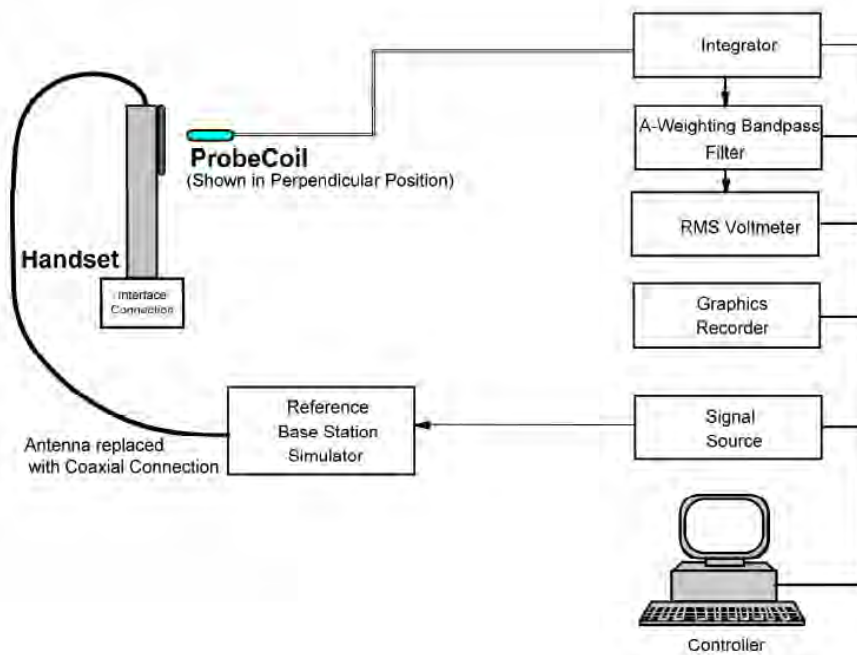 Integrator
A-Weighting Bandpass
Filter
RMS Voltmeter
Graphics
Recorder
Signal
Source
Controller
ProbeCoil
(Shown in Perpendicular Position)
Handset
Interface
Connection
Reference
Base Station
Simulator
Antenna replaced
with Coaxial Connection